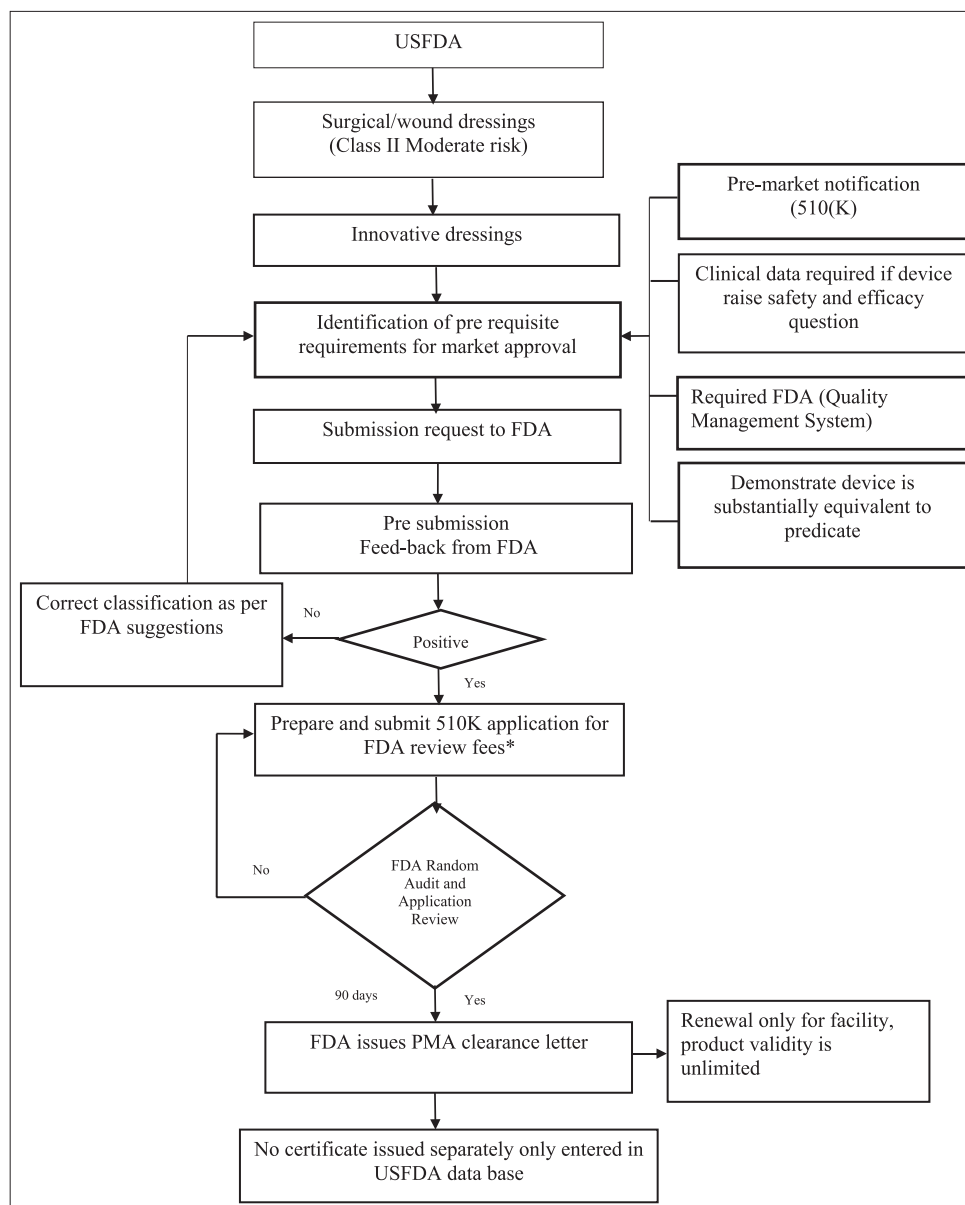 USFDA
Surgical/wound dressings
(Class II Moderate risk)
Innovative dressings
Pre-market notification
(510(K)
Clinical data required if device
raise safety and efficacy
question
Identification of pre requisite
requirements for market approval
Required FDA (Quality
Management System)
Submission request to FDA
Demonstrate device is
substantially equivalent to
predicate
Pre submission
Feed-back from FDA
Correct classification as per
FDA suggestions
No
Positive
Yes
Prepare and submit 510K application for
FDA review fees*
No
FDA Random
Audit and
Application
Review
90 days
Yes
FDA issues PMA clearance letter
Renewal only for facility,
product validity is
unlimited
No certificate issued separately only entered in
USFDA data base